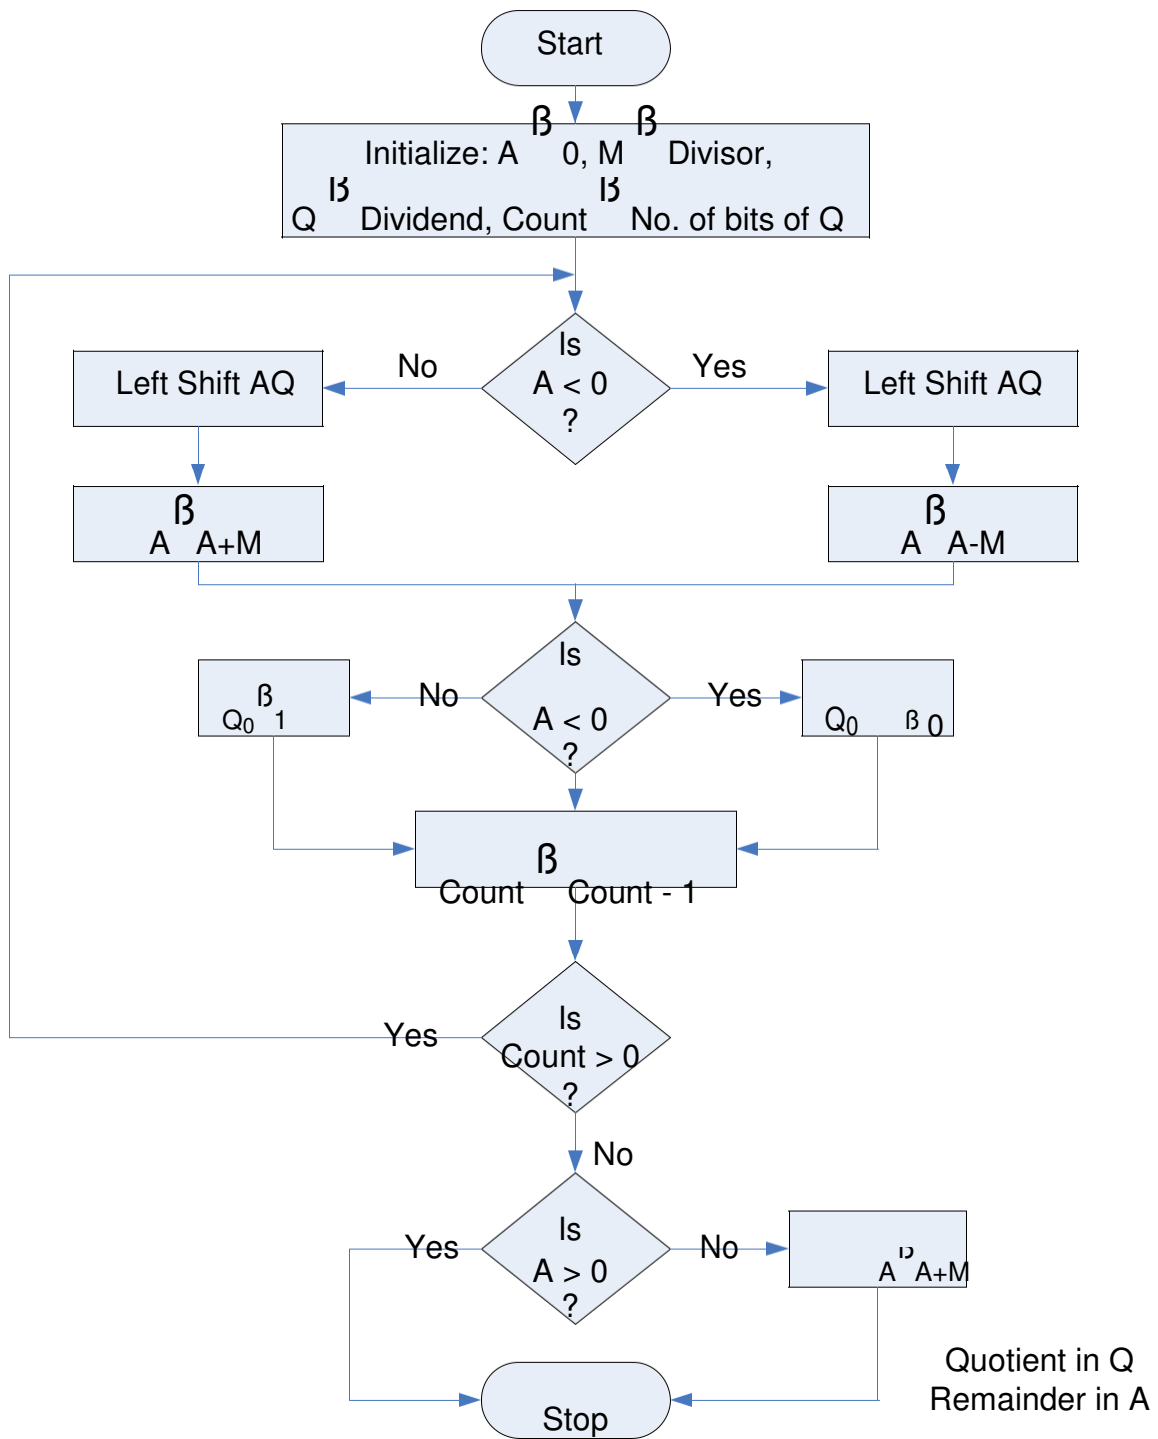 Start
Initialize: A ß 0, M ß Divisor,
Q ß Dividend, Count ß No. of bits of Q
Is
A < 0
?
No
Yes
Left Shift AQ
Left Shift AQ
A ß A+M
A ß A-M
Is
A < 0
?
No
Yes
Q0 ß 1
Q0 ß 0
Count ß Count - 1
Is
Count > 0
?
Yes
No
Is
A > 0
?
Yes
No
A ß A+M
Quotient in Q
Remainder in A
Stop